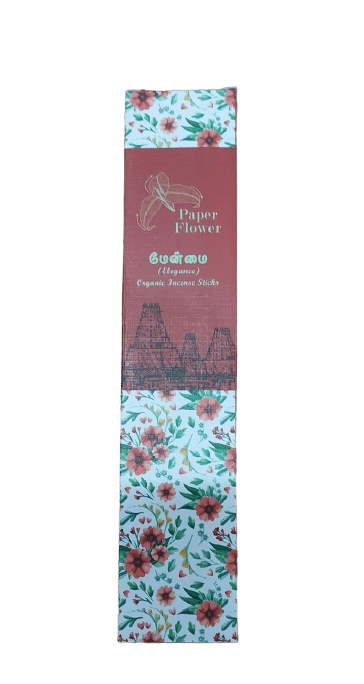 Paper
Flower
மேன்மை
(Elegance)
Organic Incense Sticks